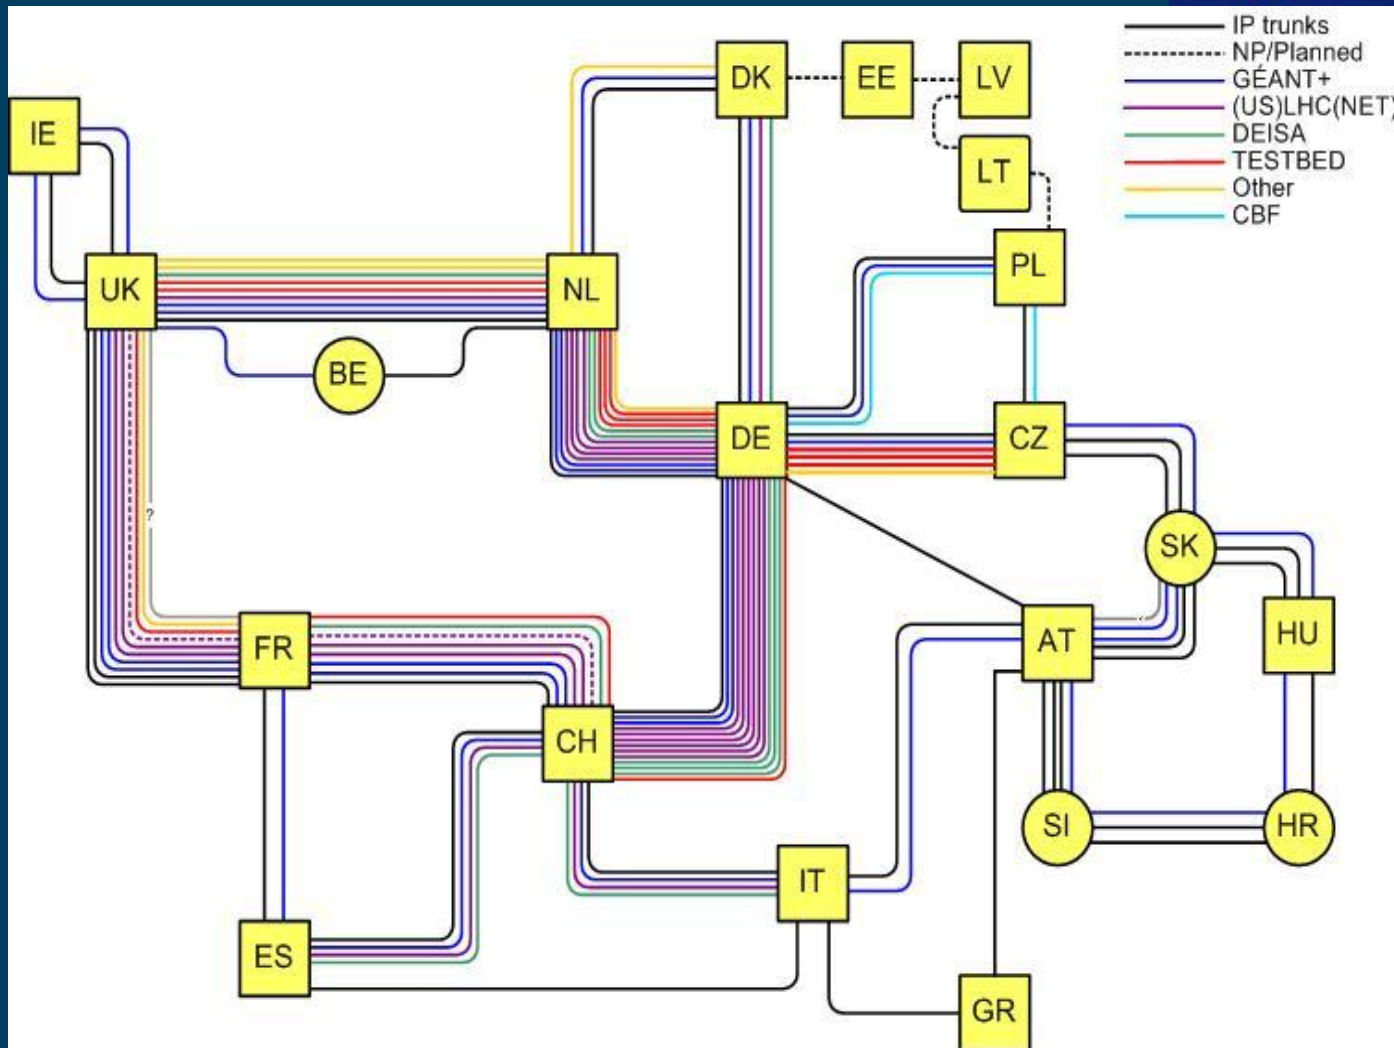 IP trunks
NP/Planned
GÉANT+
(US)LHC(NET)
DEISA
TESTBED
Other
CBF
DK
EE
LV
IE
LT
PL
UK
NL
BE
DE
CZ
?
SK
FR
AT
HU
CH
SI
HR
IT
ES
GR